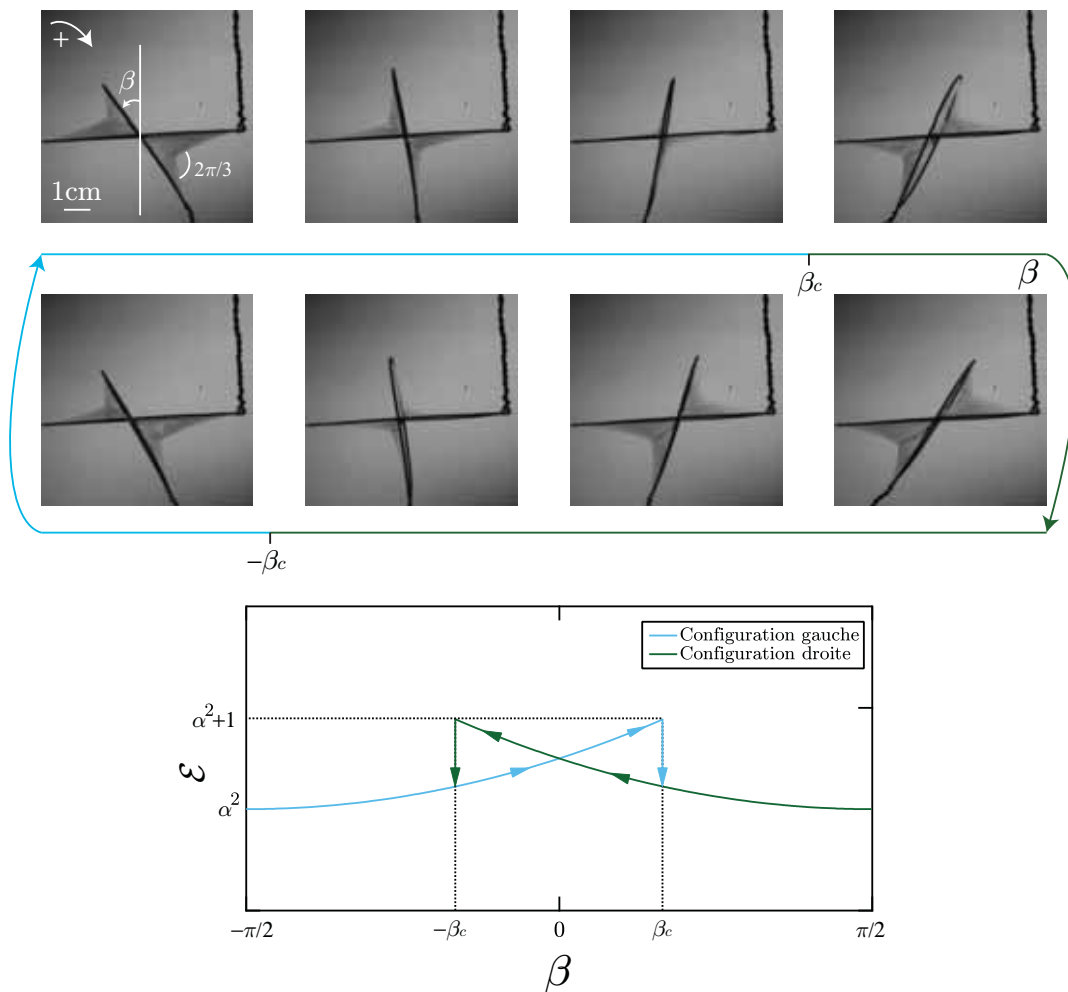 +
β
2π/3
1cm
βc
β
−βc
Configuration gauche
Configuration droite
α²+1
ε
α²
−π/2
−βc
0
βc
π/2
β